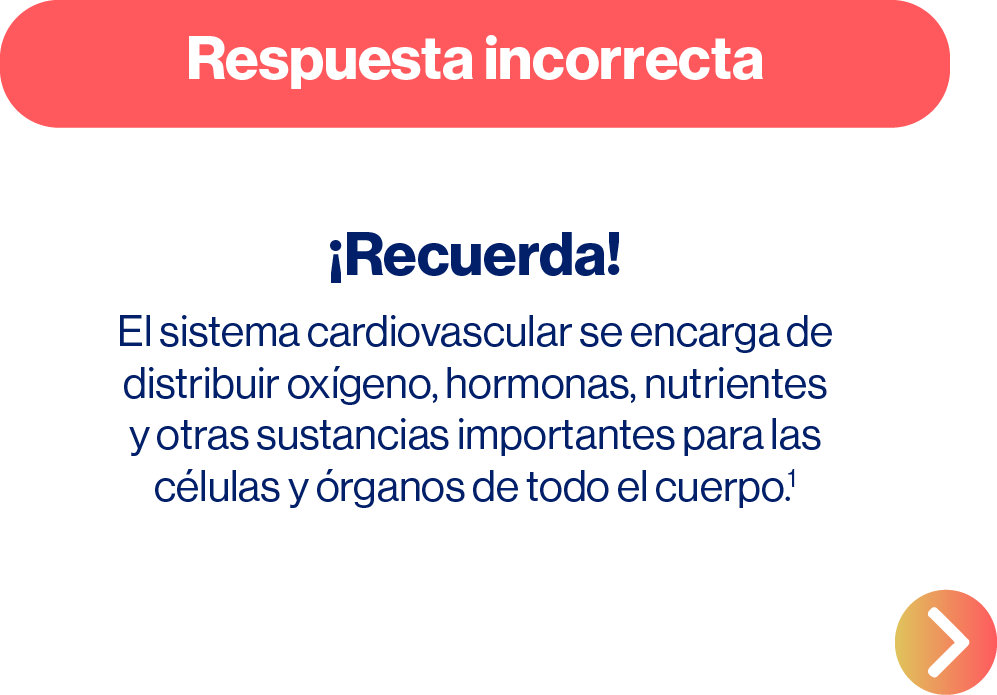 Respuesta incorrecta
¡Recuerda!
El sistema cardiovascular se encarga de
distribuir oxígeno, hormonas, nutrientes
y otras sustancias importantes para las
células y órganos de todo el cuerpo.¹